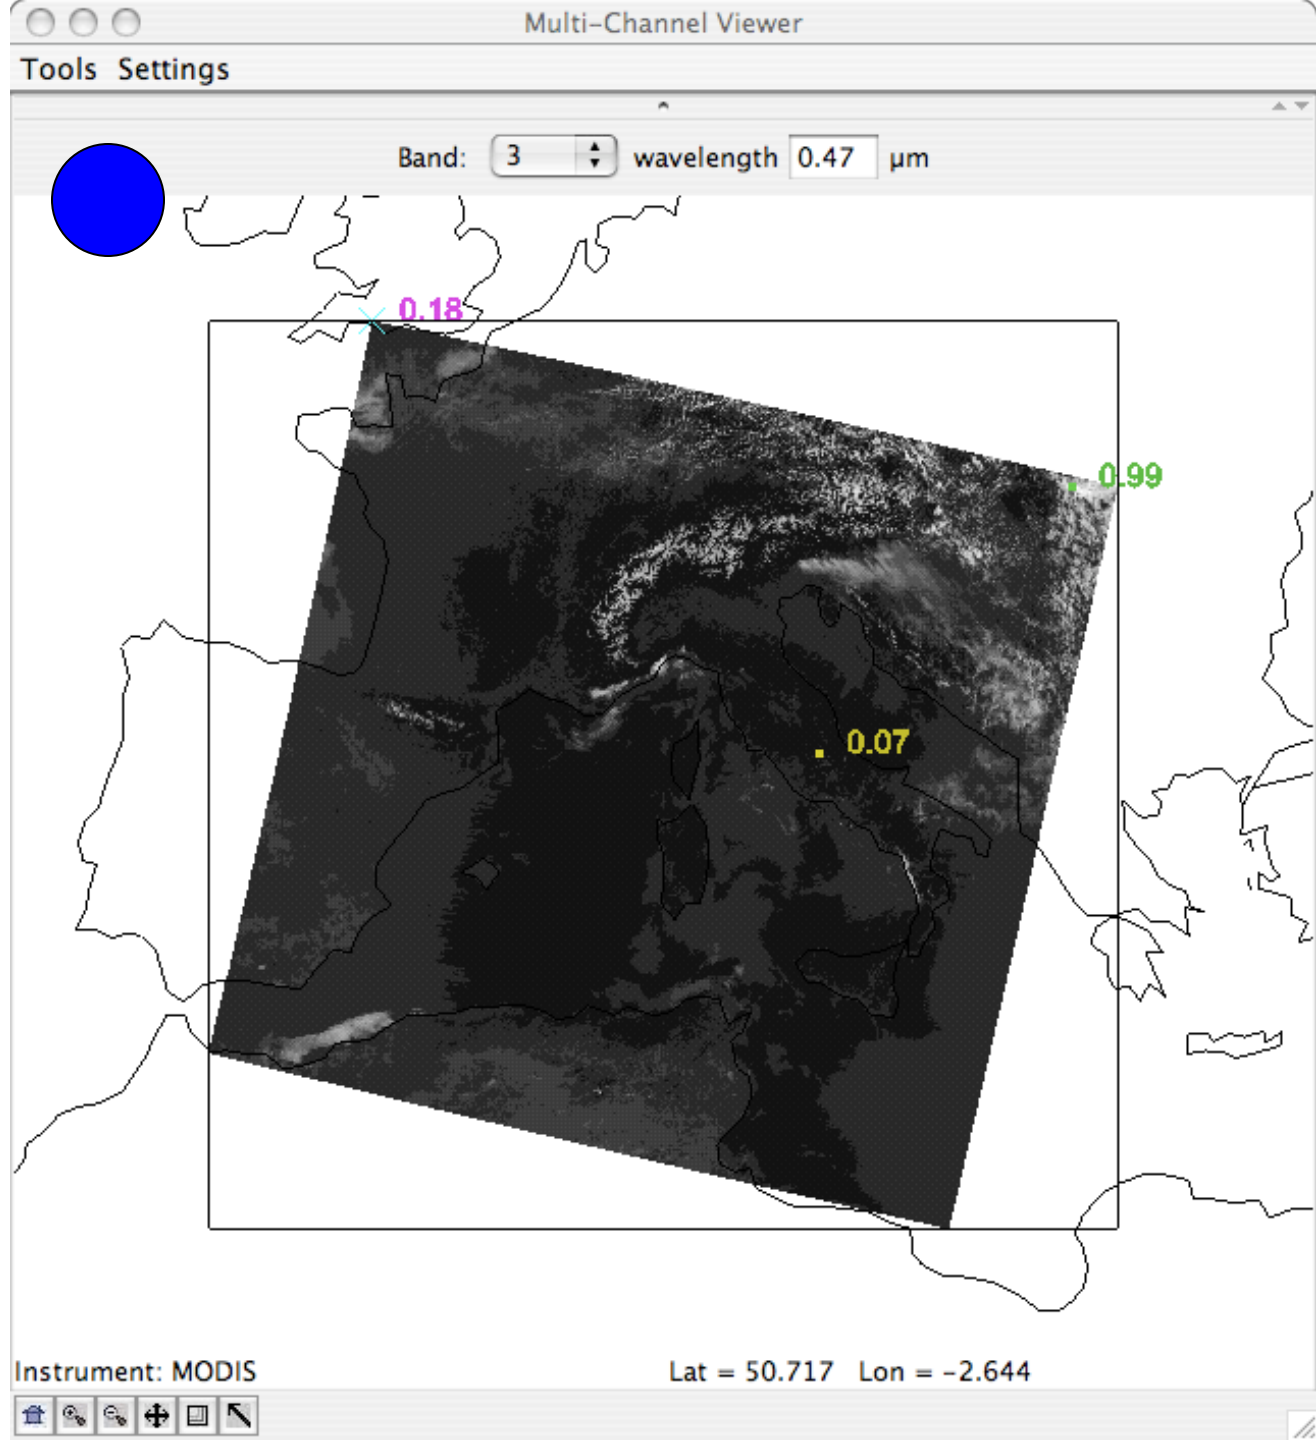 Multi-Channel Viewer
Tools Settings
Band: 3 wavelength 0.47 µm
0.18
0.99
0.07
Instrument: MODIS Lat = 50.717 Lon = -2.644